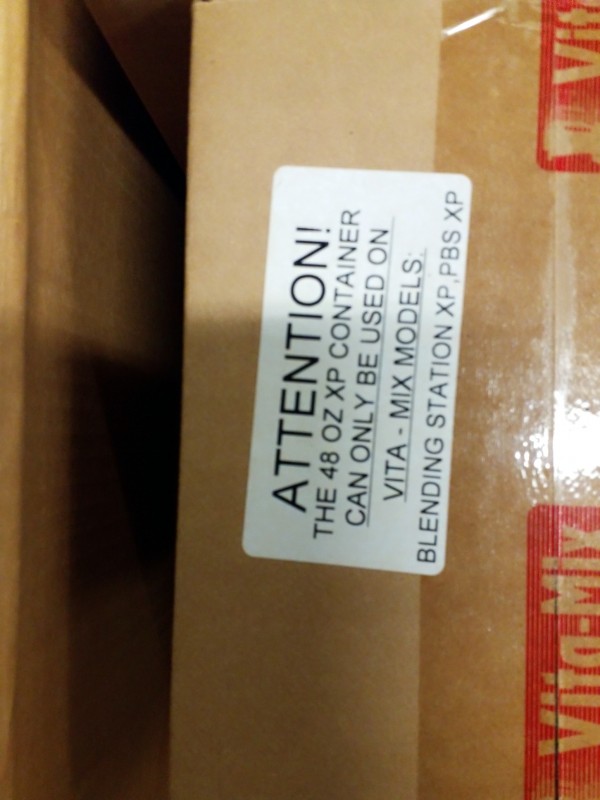 ATTENTION!
THE 48 OZ XP CONTAINER
CAN ONLY BE USED ON
VITA - MIX MODELS:
BLENDING STATION XP,PBS XP
Vita-Mix
Vita